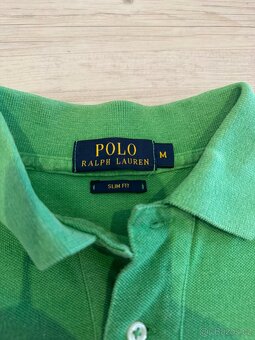 POLO
RALPH LAUREN
M
SLIM FIT